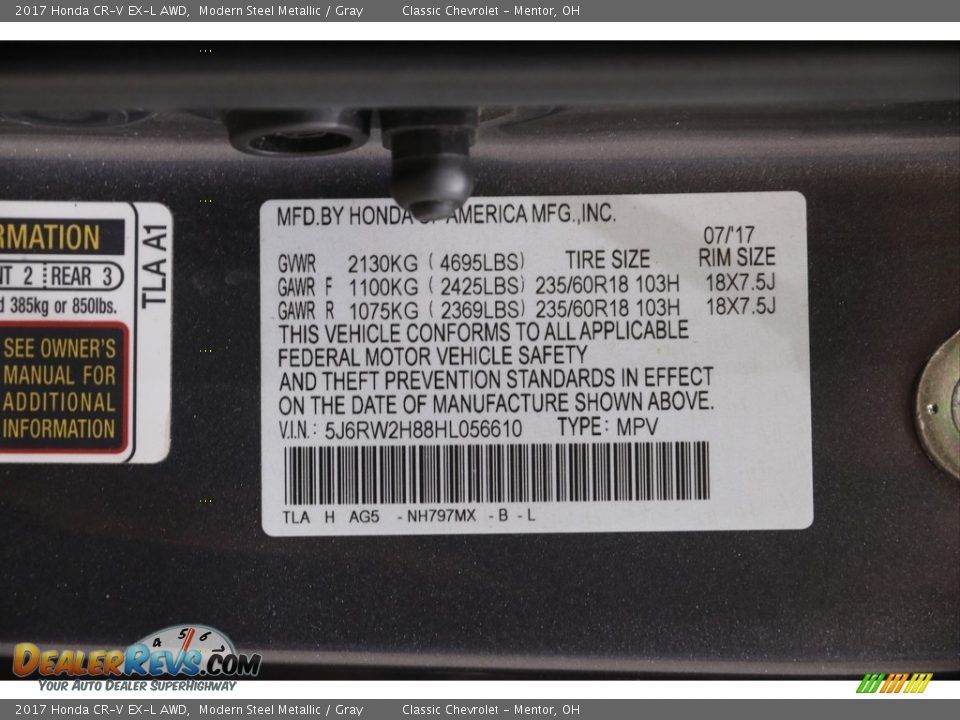 2017 Honda CR-V EX-L AWD, Modern Steel Metallic / Gray Classic Chevrolet - Mentor, OH
RMATION
NT 2 REAR 3
d 385kg or 850lbs.
SEE OWNER'S
MANUAL FOR
ADDITIONAL
INFORMATION
TLA A1
MFD.BY HONDA OF AMERICA MFG.,INC.
07/'17
GVWR 2130KG (4695LBS) TIRE SIZE RIM SIZE
GAWR F 1100KG (2425LBS) 235/60R18 103H 18X7.5J
GAWR R 1075KG (2369LBS) 235/60R18 103H 18X7.5J
THIS VEHICLE CONFORMS TO ALL APPLICABLE
FEDERAL MOTOR VEHICLE SAFETY
AND THEFT PREVENTION STANDARDS IN EFFECT
ON THE DATE OF MANUFACTURE SHOWN ABOVE.
V.I.N.: 5J6RW2H88HL056610 TYPE: MPV
TLA H AG5 -NH797MX -B -L
4 5 6
DEALERREVS.COM
YOUR AUTO DEALER SUPERHIGHWAY
2017 Honda CR-V EX-L AWD, Modern Steel Metallic / Gray Classic Chevrolet - Mentor, OH